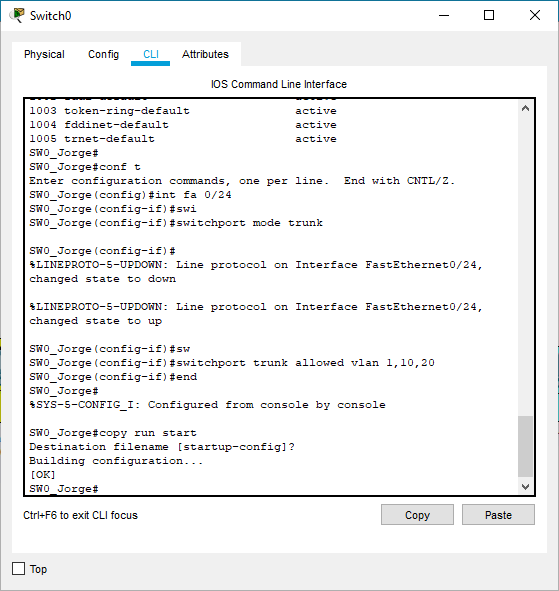 Switch0
Physical Config CLI Attributes
IOS Command Line Interface
1003 token-ring-default active
1004 fddinet-default active
1005 trnet-default active
SW0_Jorge#
SW0_Jorge#conf t
Enter configuration commands, one per line. End with CNTL/Z.
SW0_Jorge(config)#int fa 0/24
SW0_Jorge(config-if)#swi
SW0_Jorge(config-if)#switchport mode trunk
SW0_Jorge(config-if)#
%LINEPROTO-5-UPDOWN: Line protocol on Interface FastEthernet0/24,
changed state to down
%LINEPROTO-5-UPDOWN: Line protocol on Interface FastEthernet0/24,
changed state to up
SW0_Jorge(config-if)#sw
SW0_Jorge(config-if)#switchport trunk allowed vlan 1,10,20
SW0_Jorge(config-if)#end
SW0_Jorge#
%SYS-5-CONFIG_I: Configured from console by console
SW0_Jorge#copy run start
Destination filename [startup-config]?
Building configuration...
[OK]
SW0_Jorge#
Ctrl+F6 to exit CLI focus
Copy Paste
Top